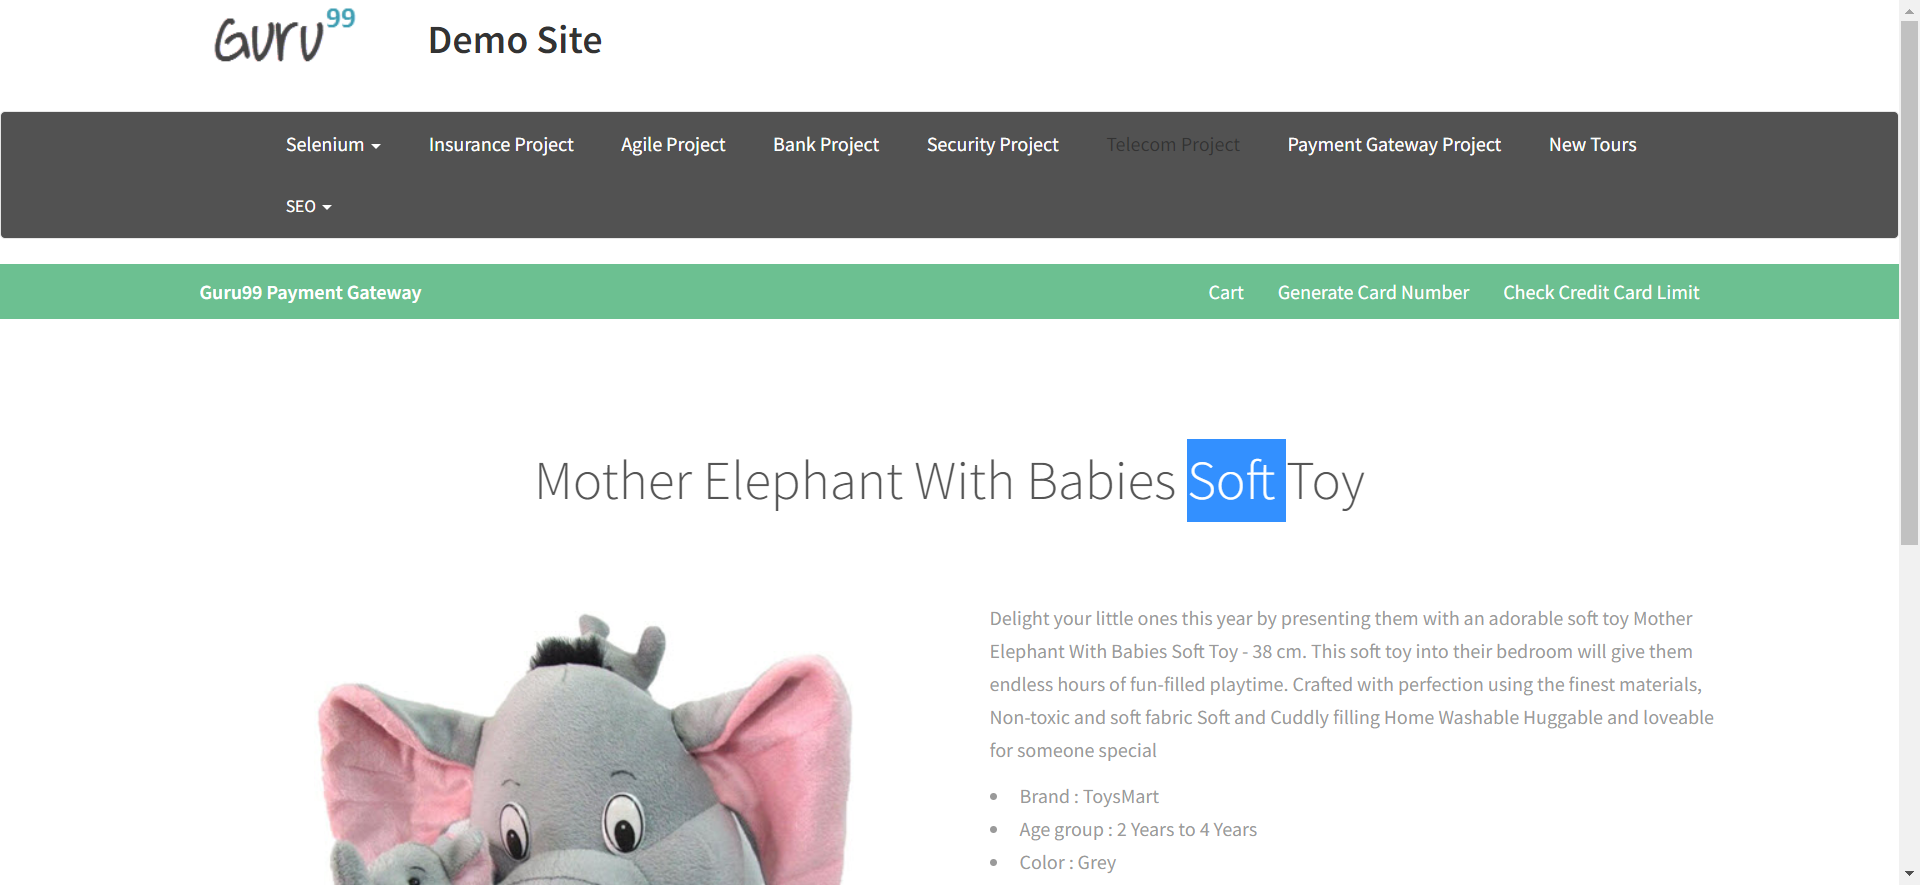 Guru99
Demo Site
Selenium
Insurance Project
Agile Project
Bank Project
Security Project
Telecom Project
Payment Gateway Project
New Tours
SEO
Guru99 Payment Gateway
Cart
Generate Card Number
Check Credit Card Limit
Mother Elephant With Babies Soft Toy
Delight your little ones this year by presenting them with an adorable soft toy Mother
Elephant With Babies Soft Toy - 38 cm. This soft toy into their bedroom will give them
endless hours of fun-filled playtime. Crafted with perfection using the finest materials,
Non-toxic and soft fabric Soft and Cuddly filling Home Washable Huggable and loveable
for someone special
Brand : ToysMart
Age group : 2 Years to 4 Years
Color : Grey